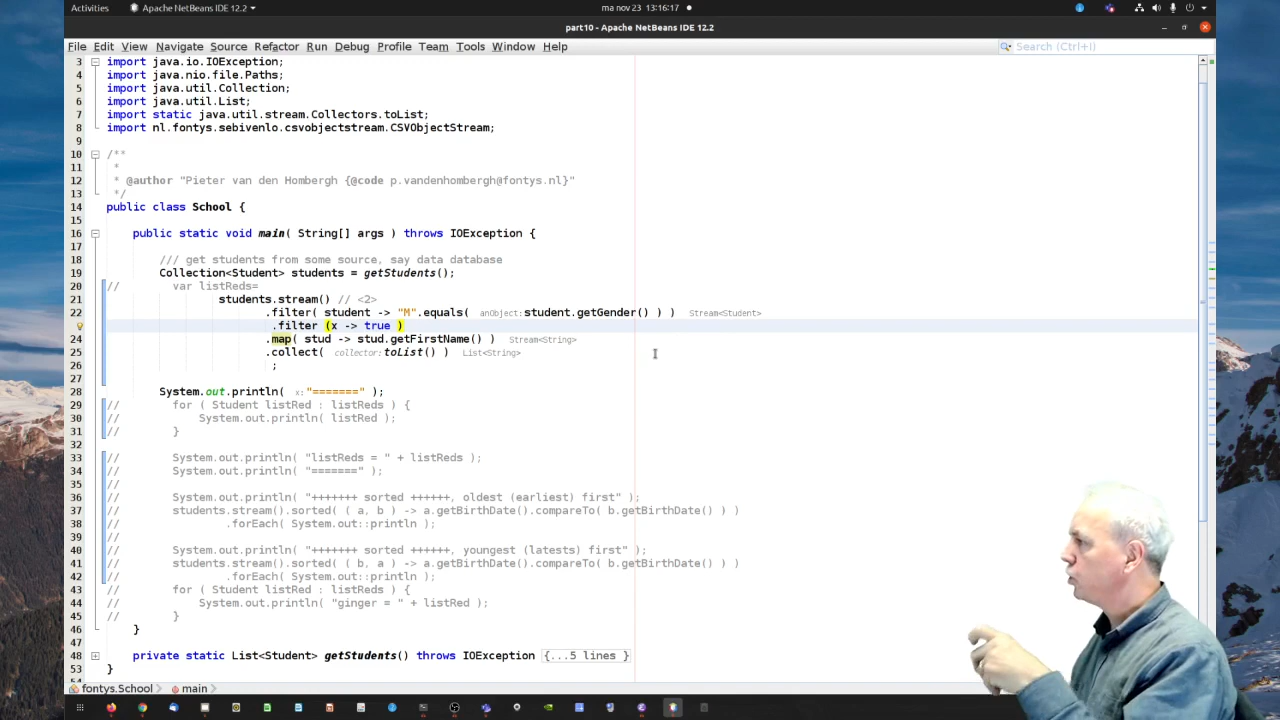 Activities
Apache NetBeans IDE 12.2
ma nov 23 13:16:17
part10 - Apache NetBeans IDE 12.2
File Edit View Navigate Source Refactor Run Debug Profile Team Tools Window Help
Search (Ctrl+I)
3 import java.io.IOException;
4 import java.nio.file.Paths;
5 import java.util.Collection;
6 import java.util.List;
7 import static java.util.stream.Collectors.toList;
8 import nl.fontys.sebivenlo.csvobjectstream.CSVObjectStream;
9
10 /**
11 *
12 * @author "Pieter van den Hombergh {@code p.vandenhombergh@fontys.nl}"
13 */
14 public class School {
15
16 public static void main( String[] args ) throws IOException {
17
18 /// get students from some source, say data database
19 Collection<Student> students = getStudents();
20 // var listReds=
21 students.stream() // <2>
22 .filter( student -> "M".equals( anObject:student.getGender() ) ) Stream<Student>
.filter (x -> true )
24 .map( stud -> stud.getFirstName() ) Stream<String>
25 .collect( collector:toList() ) List<String>
26 ;
28 System.out.println( x:"=======" );
29 // for ( Student listRed : listReds ) {
30 // System.out.println( listRed );
31 // }
32
33 // System.out.println( "listReds = " + listReds );
34 // System.out.println( "=======" );
35 //
36 // System.out.println( "+++++++ sorted ++++++, oldest (earliest) first" );
37 // students.stream().sorted( ( a, b ) -> a.getBirthDate().compareTo( b.getBirthDate() ) )
38 // .forEach( System.out::println );
39 //
40 // System.out.println( "+++++++ sorted ++++++, youngest (latests) first" );
41 // students.stream().sorted( ( b, a ) -> a.getBirthDate().compareTo( b.getBirthDate() ) )
42 // .forEach( System.out::println );
43 // for ( Student listRed : listReds ) {
44 // System.out.println( "ginger = " + listRed );
45 // }
46 }
47
48 private static List<Student> getStudents() throws IOException {...5 lines }
53 }
fontys.School main